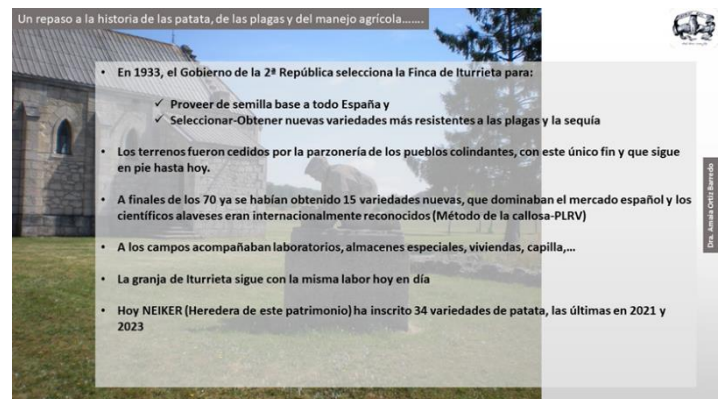 Un repaso a la historia de las patata, de las plagas y del manejo agrícola…….
• En 1933, el Gobierno de la 2ª República selecciona la Finca de Iturrieta para:
✓ Proveer de semilla base a todo España y
✓ Seleccionar-Obtener nuevas variedades más resistentes a las plagas y la sequía
• Los terrenos fueron cedidos por la parzonería de los pueblos colindantes, con este único fin y que sigue
en pie hasta hoy.
• A finales de los 70 ya se habían obtenido 15 variedades nuevas, que dominaban el mercado español y los
científicos alaveses eran internacionalmente reconocidos (Método de la callosa-PLRV)
• A los campos acompañaban laboratorios, almacenes especiales, viviendas, capilla,…
• La granja de Iturrieta sigue con la misma labor hoy en día
• Hoy NEIKER (Heredera de este patrimonio) ha inscrito 34 variedades de patata, las últimas en 2021 y
2023
Dra. Amaia Ortiz Barredo